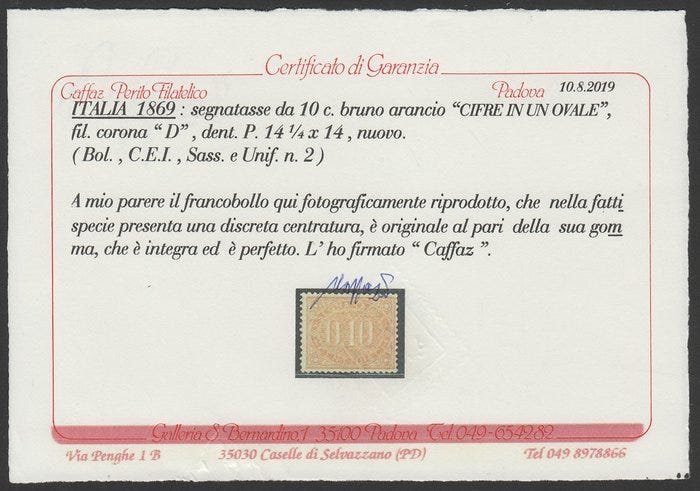 Certificato di Garanzia
Caffaz Perito Filatelico Padova 10.8.2019
ITALIA 1869 : segnatasse da 10 c. bruno arancio “CIFRE IN UN OVALE”,
fil. corona “ D” , dent. P. 14 ¼ x 14 , nuovo.
( Bol. , C.E.I. , Sass. e Unif. n. 2 )
A mio parere il francobollo qui fotograficamente riprodotto, che nella fatti
specie presenta una discreta centratura, è originale al pari della sua gom
ma, che è integra ed è perfetto. L' ho firmato “ Caffaz ”.
Caffaz
0,10
Galleria S. Bernardino,1 35100 Padova Tel.049-654282
Via Penghe 1 B 35030 Caselle di Selvazzano (PD) Tel 049 8978866